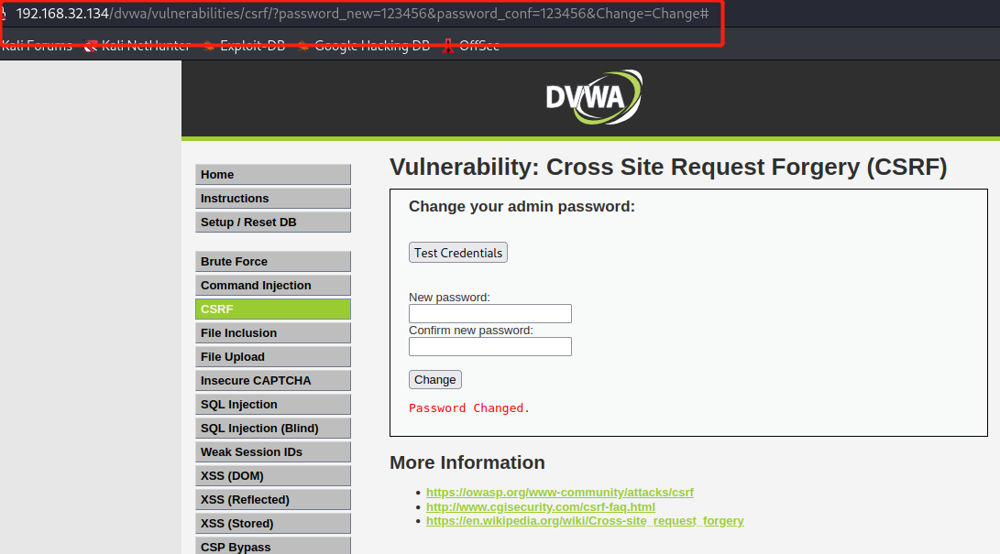 192.168.32.134/dvwa/vulnerabilities/csrf/?password_new=123456&password_conf=123456&Change=Change#
Kali Forums Kali NetHunter Exploit-DB Google Hacking DB OffSec
DVWA
Home
Instructions
Setup / Reset DB
Brute Force
Command Injection
CSRF
File Inclusion
File Upload
Insecure CAPTCHA
SQL Injection
SQL Injection (Blind)
Weak Session IDs
XSS (DOM)
XSS (Reflected)
XSS (Stored)
CSP Bypass
Vulnerability: Cross Site Request Forgery (CSRF)
Change your admin password:
Test Credentials
New password:
Confirm new password:
Change
Password Changed.
More Information
https://owasp.org/www-community/attacks/csrf
http://www.cgisecurity.com/csrf-faq.html
https://en.wikipedia.org/wiki/Cross-site_request_forgery